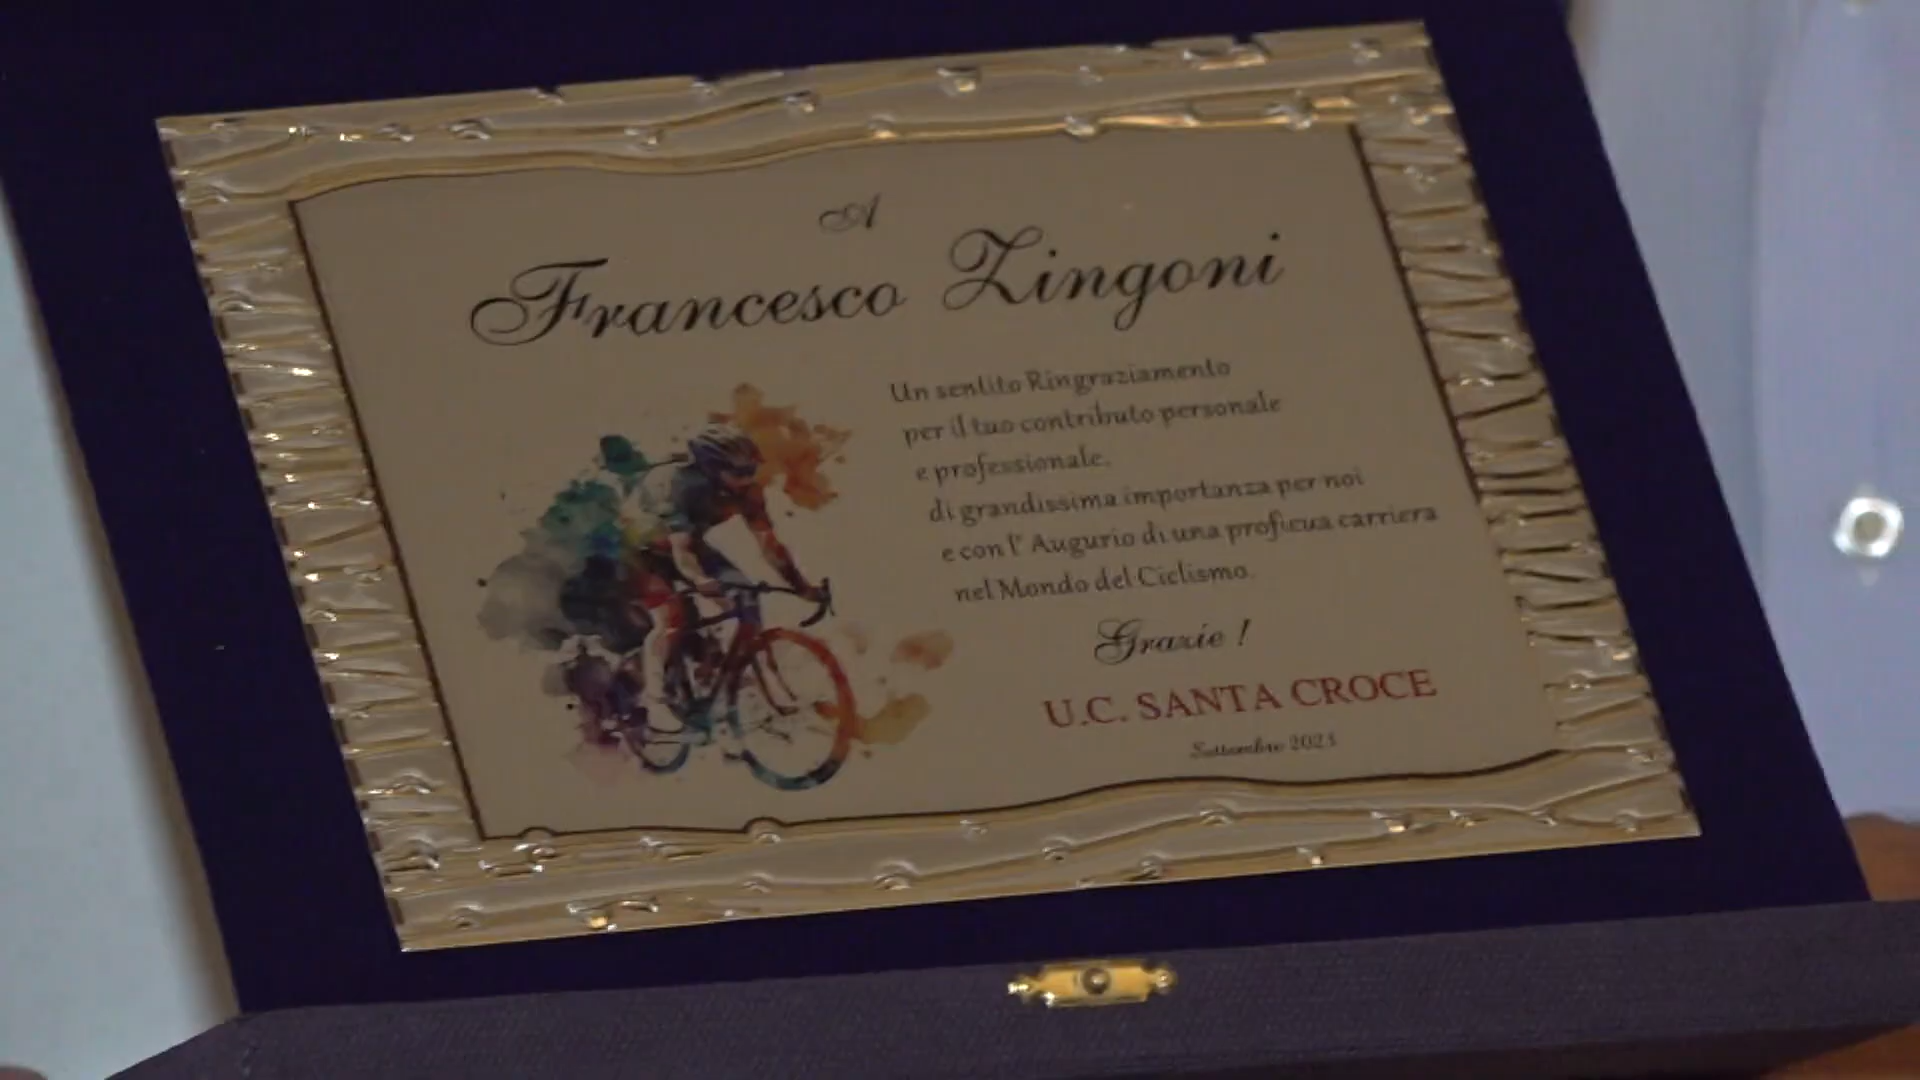 A
Francesco Zingoni
Un sentito Ringraziamento
per il tuo contributo personale
e professionale.
di grandissima importanza per noi
e con l' Augurio di una proficua carriera
nel Mondo del Ciclismo.
Grazie !
U.C. SANTA CROCE
Settembre 2023